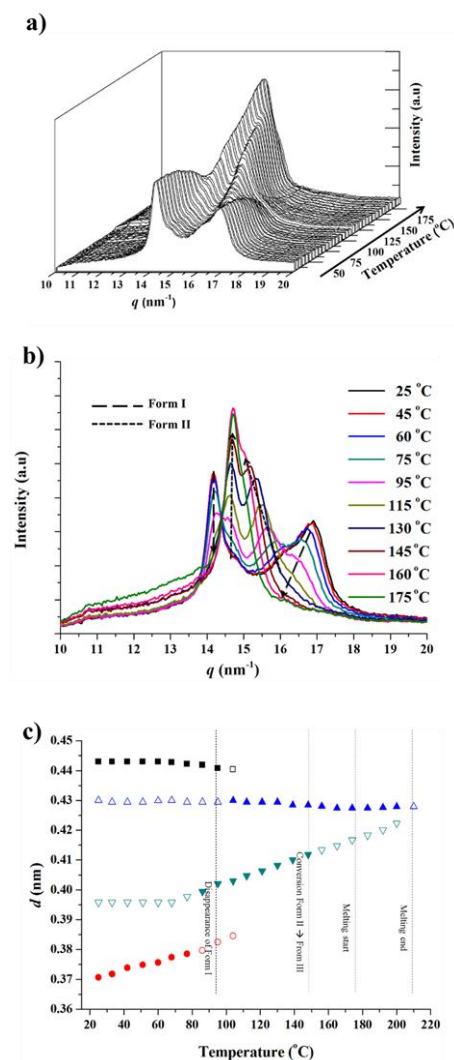 a)
Intensity (a.u)
175
150
125
100
75
50
Temperature (°C)
10 11 12 13 14 15 16 17 18 19 20
q (nm⁻¹)
b)
Intensity (a.u)
Form I
Form II
25 °C
45 °C
60 °C
75 °C
95 °C
115 °C
130 °C
145 °C
160 °C
175 °C
10 11 12 13 14 15 16 17 18 19 20
q (nm⁻¹)
c)
d (nm)
0.45
0.44
0.43
0.42
0.41
0.40
0.39
0.38
0.37
0.36
Disappearance of Form I
Conversion Form II → From III
Melting start
Melting end
20 40 60 80 100 120 140 160 180 200 220
Temperature (°C)